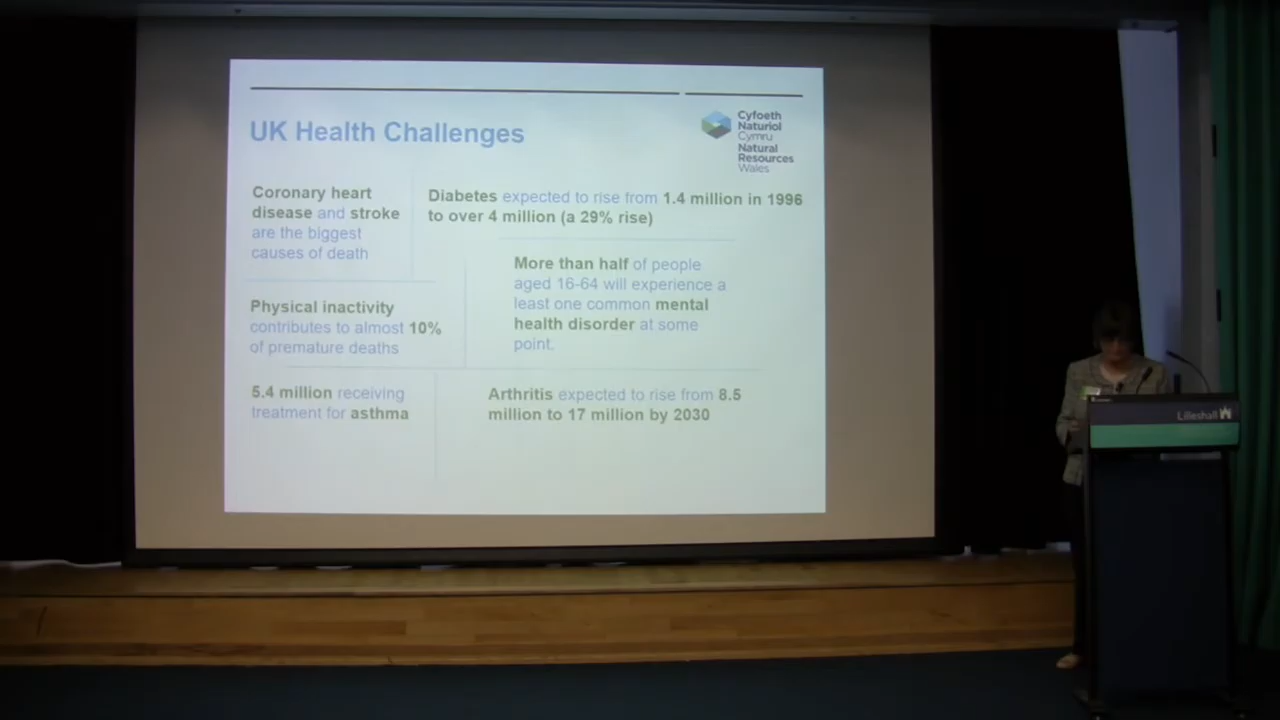 UK Health Challenges
Cyfoeth
Naturiol
Cymru
Natural
Resources
Wales
Coronary heart
disease and stroke
are the biggest
causes of death
Diabetes expected to rise from 1.4 million in 1996
to over 4 million (a 29% rise)
More than half of people
aged 16-64 will experience a
least one common mental
health disorder at some
point.
Physical inactivity
contributes to almost 10%
of premature deaths
5.4 million receiving
treatment for asthma
Arthritis expected to rise from 8.5
million to 17 million by 2030
Lilleshall